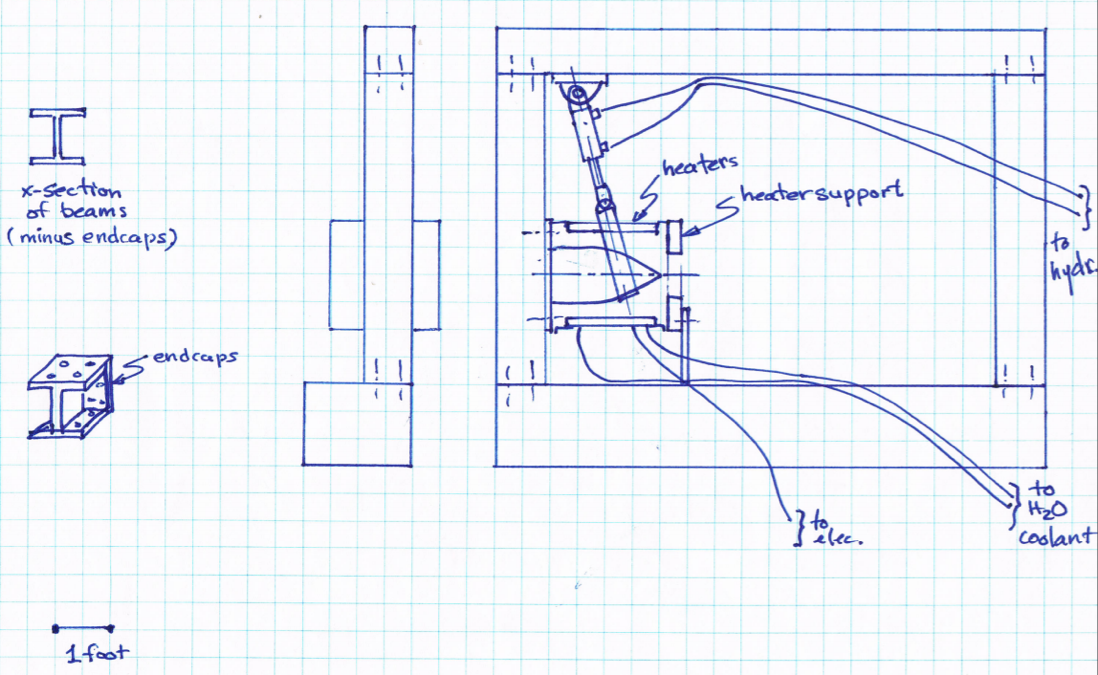 heaters
heater support
x-section
of beams
(minus endcaps)
to
hydr.
endcaps
to
H2O
coolant
to
elec.
1 foot